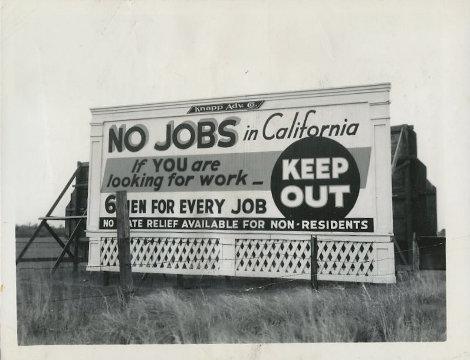 Knapp Adv. Co.
NO JOBS in California
If YOU are
looking for work -
KEEP
OUT
6 MEN FOR EVERY JOB
NO STATE RELIEF AVAILABLE FOR NON-RESIDENTS